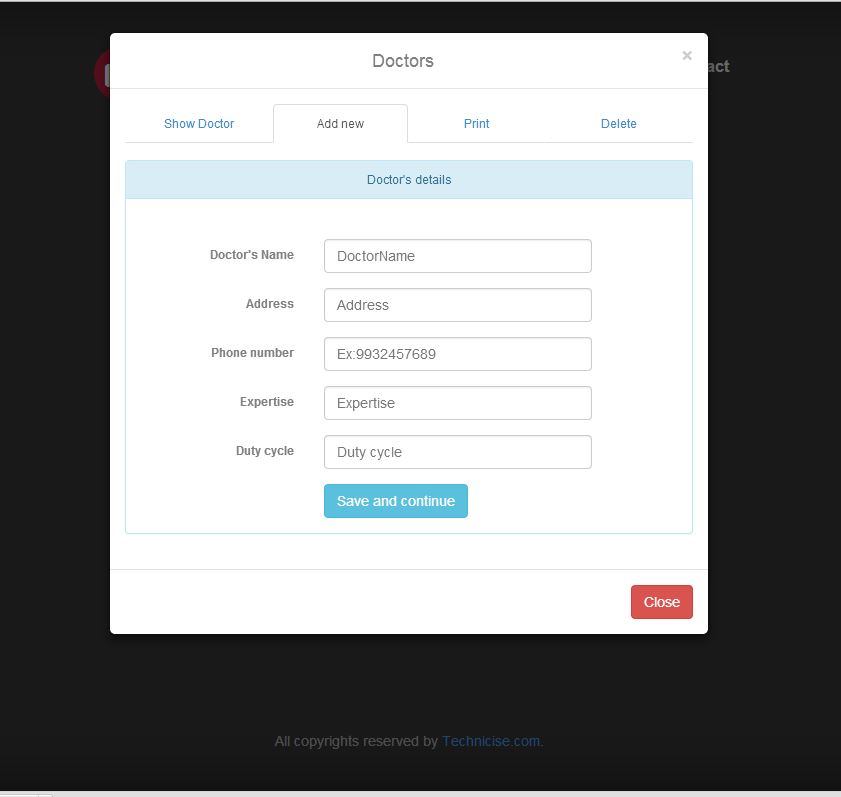 Doctors ×
act
Show Doctor Add new Print Delete
Doctor's details
Doctor's Name DoctorName
Address Address
Phone number Ex:9932457689
Expertise Expertise
Duty cycle Duty cycle
Save and continue
Close
All copyrights reserved by Technicise.com.